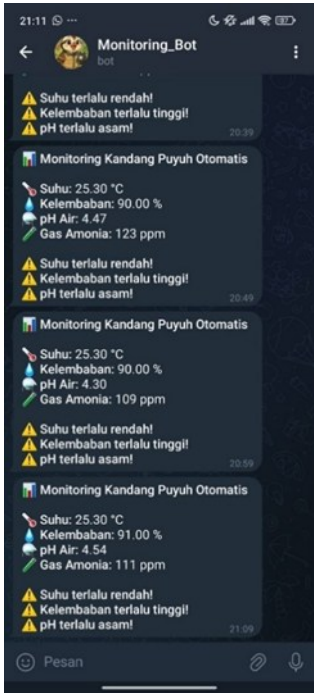 21:11
Monitoring_Bot
bot
Suhu terlalu rendah!
Kelembaban terlalu tinggi!
pH terlalu asam!
20:39
Monitoring Kandang Puyuh Otomatis
Suhu: 25.30 °C
Kelembaban: 90.00 %
pH Air: 4.47
Gas Amonia: 123 ppm
Suhu terlalu rendah!
Kelembaban terlalu tinggi!
pH terlalu asam!
20:49
Monitoring Kandang Puyuh Otomatis
Suhu: 25.30 °C
Kelembaban: 90.00 %
pH Air: 4.30
Gas Amonia: 109 ppm
Suhu terlalu rendah!
Kelembaban terlalu tinggi!
pH terlalu asam!
20:59
Monitoring Kandang Puyuh Otomatis
Suhu: 25.30 °C
Kelembaban: 91.00 %
pH Air: 4.54
Gas Amonia: 111 ppm
Suhu terlalu rendah!
Kelembaban terlalu tinggi!
pH terlalu asam!
21:09
Pesan